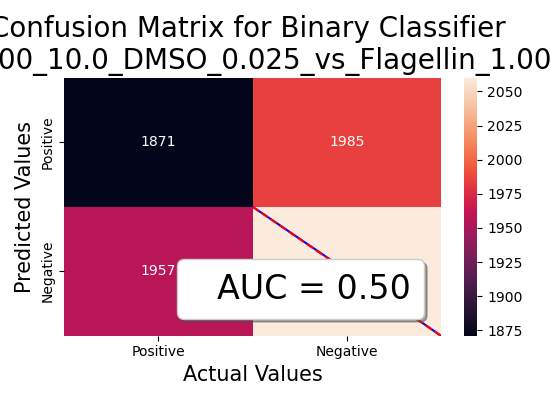 Confusion Matrix for Binary Classifier
00_10.0_DMSO_0.025_vs_Flagellin_1.00
Predicted Values
Positive
Negative
1871
1985
1957
AUC = 0.50
Positive
Negative
Actual Values
2050
2025
2000
1975
1950
1925
1900
1875